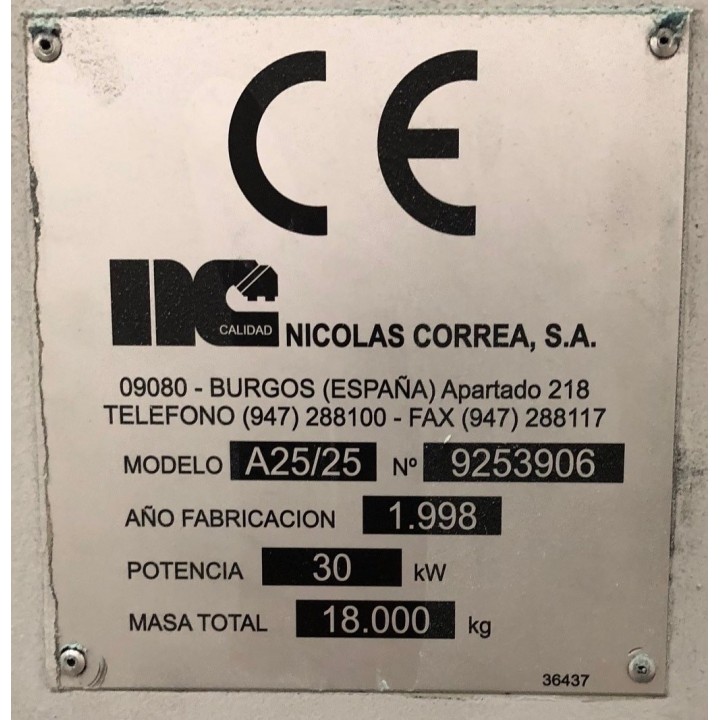 CE
NC
CALIDAD
NICOLAS CORREA, S.A.
09080 - BURGOS (ESPAÑA) Apartado 218
TELEFONO (947) 288100 - FAX (947) 288117
MODELO A25/25 Nº 9253906
AÑO FABRICACION 1.998
POTENCIA 30 kW
MASA TOTAL 18.000 kg
36437